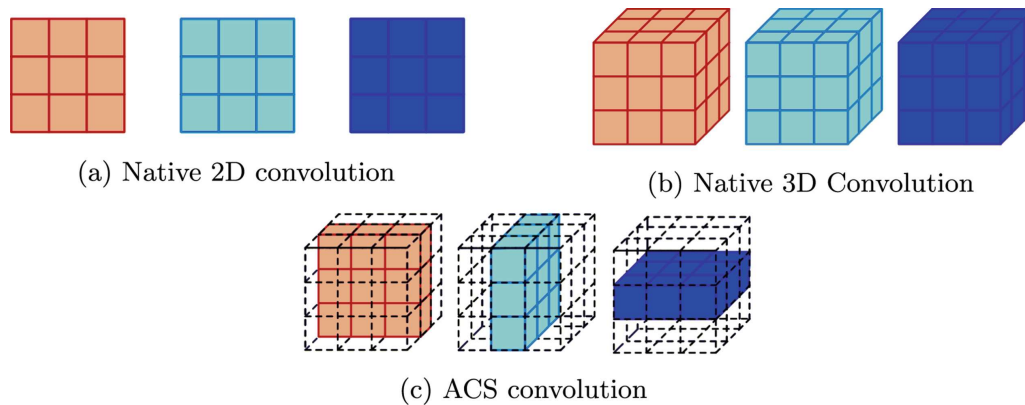 (a) Native 2D convolution
(b) Native 3D Convolution
(c) ACS convolution